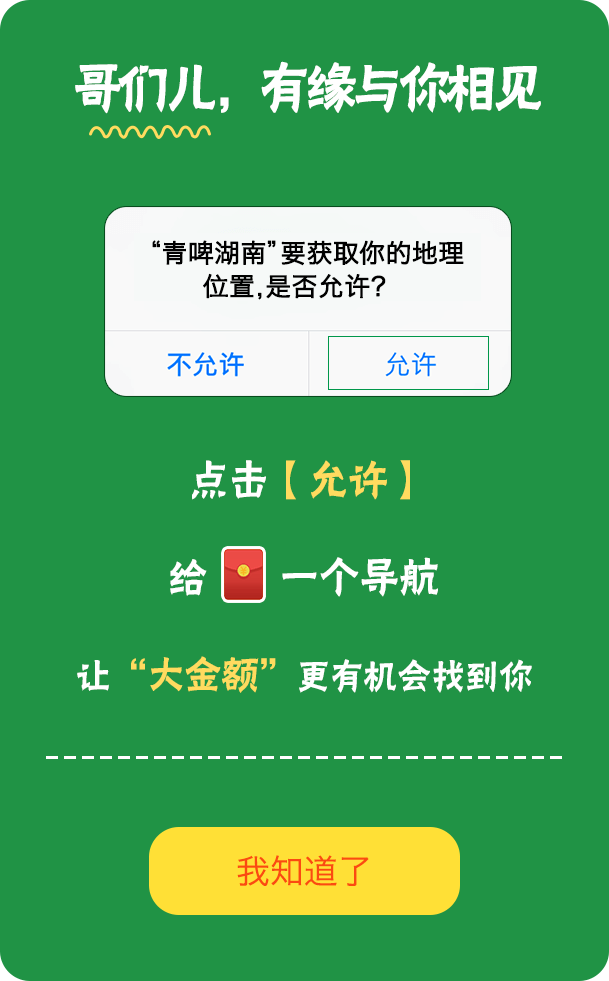 哥们儿，有缘与你相见
“青啤湖南”要获取你的地理
位置,是否允许?
不允许
允许
点击【允许】
给 一个导航
让“大金额”更有机会找到你
我知道了